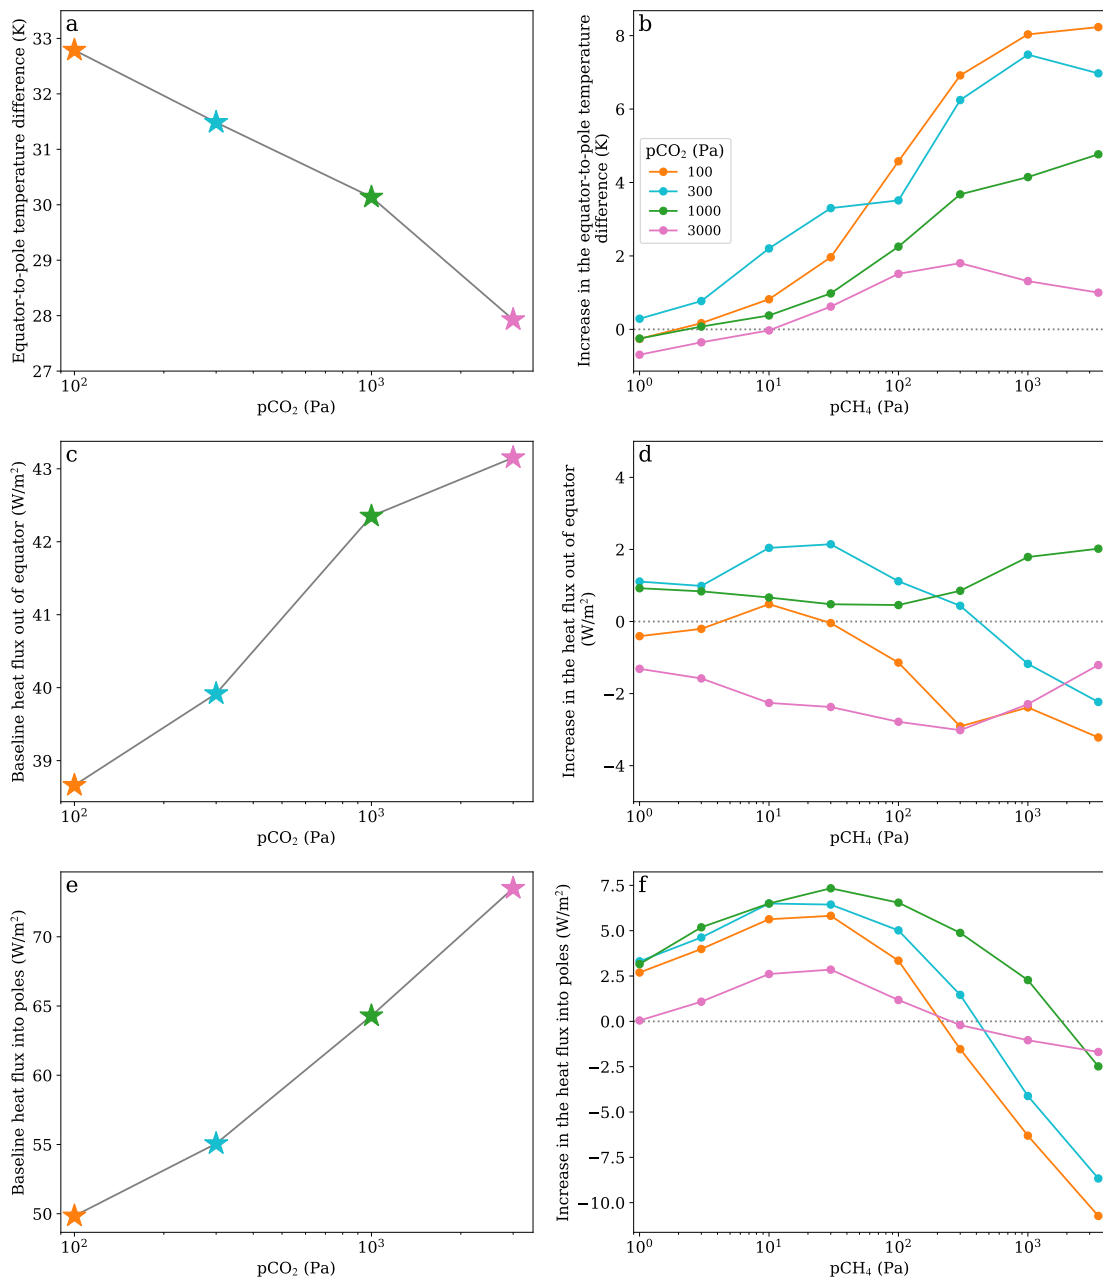 a
Equator-to-pole temperature difference (K)
33
32
31
30
29
28
27
10²
10³
pCO₂ (Pa)
b
Increase in the equator-to-pole temperature
difference (K)
8
6
4
2
0
pCO₂ (Pa)
100
300
1000
3000
10⁰
10¹
10²
10³
pCH₄ (Pa)
c
Baseline heat flux out of equator (W/m²)
43
42
41
40
39
10²
10³
pCO₂ (Pa)
d
Increase in the heat flux out of equator
(W/m²)
4
2
0
−2
−4
10⁰
10¹
10²
10³
pCH₄ (Pa)
e
Baseline heat flux into poles (W/m²)
70
65
60
55
50
10²
10³
pCO₂ (Pa)
f
Increase in the heat flux into poles (W/m²)
7.5
5.0
2.5
0.0
−2.5
−5.0
−7.5
−10.0
10⁰
10¹
10²
10³
pCH₄ (Pa)